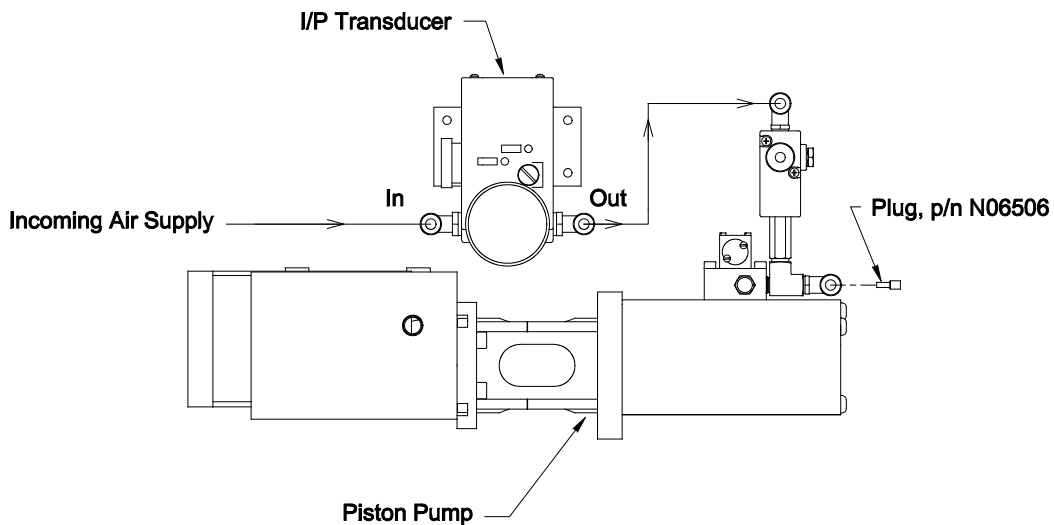 I/P Transducer
In
Out
Incoming Air Supply
Plug, p/n N06506
Piston Pump